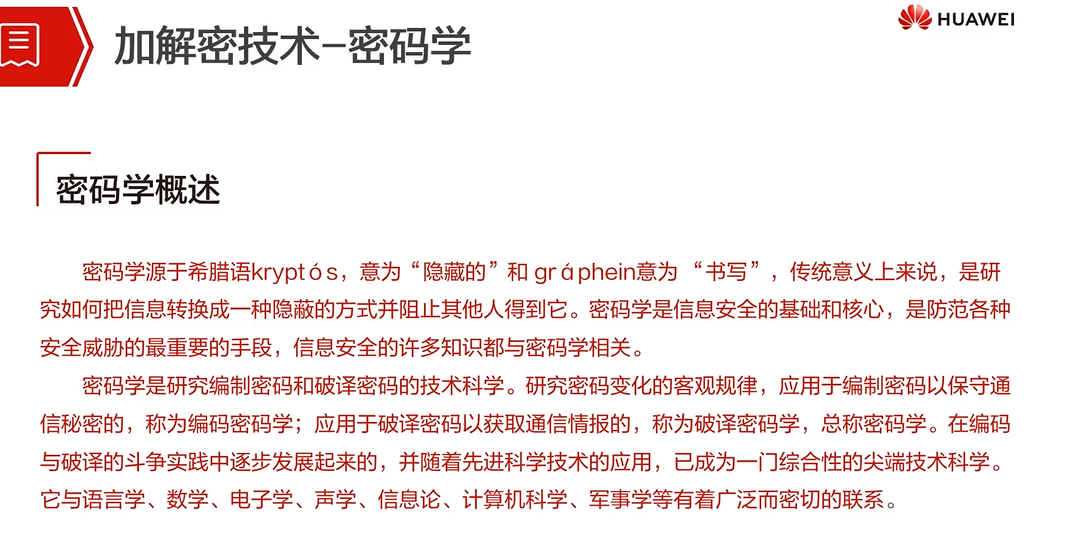 HUAWEI
加解密技术-密码学
密码学概述
密码学源于希腊语kryptós，意为“隐藏的”和 gráphein意为 “书写”，传统意义上来说，是研
究如何把信息转换成一种隐蔽的方式并阻止其他人得到它。密码学是信息安全的基础和核心，是防范各种
安全威胁的最重要的手段，信息安全的许多知识都与密码学相关。
密码学是研究编制密码和破译密码的技术科学。研究密码变化的客观规律，应用于编制密码以保守通
信秘密的，称为编码密码学；应用于破译密码以获取通信情报的，称为破译密码学，总称密码学。在编码
与破译的斗争实践中逐步发展起来的，并随着先进科学技术的应用，已成为一门综合性的尖端技术科学。
它与语言学、数学、电子学、声学、信息论、计算机科学、军事学等有着广泛而密切的联系。